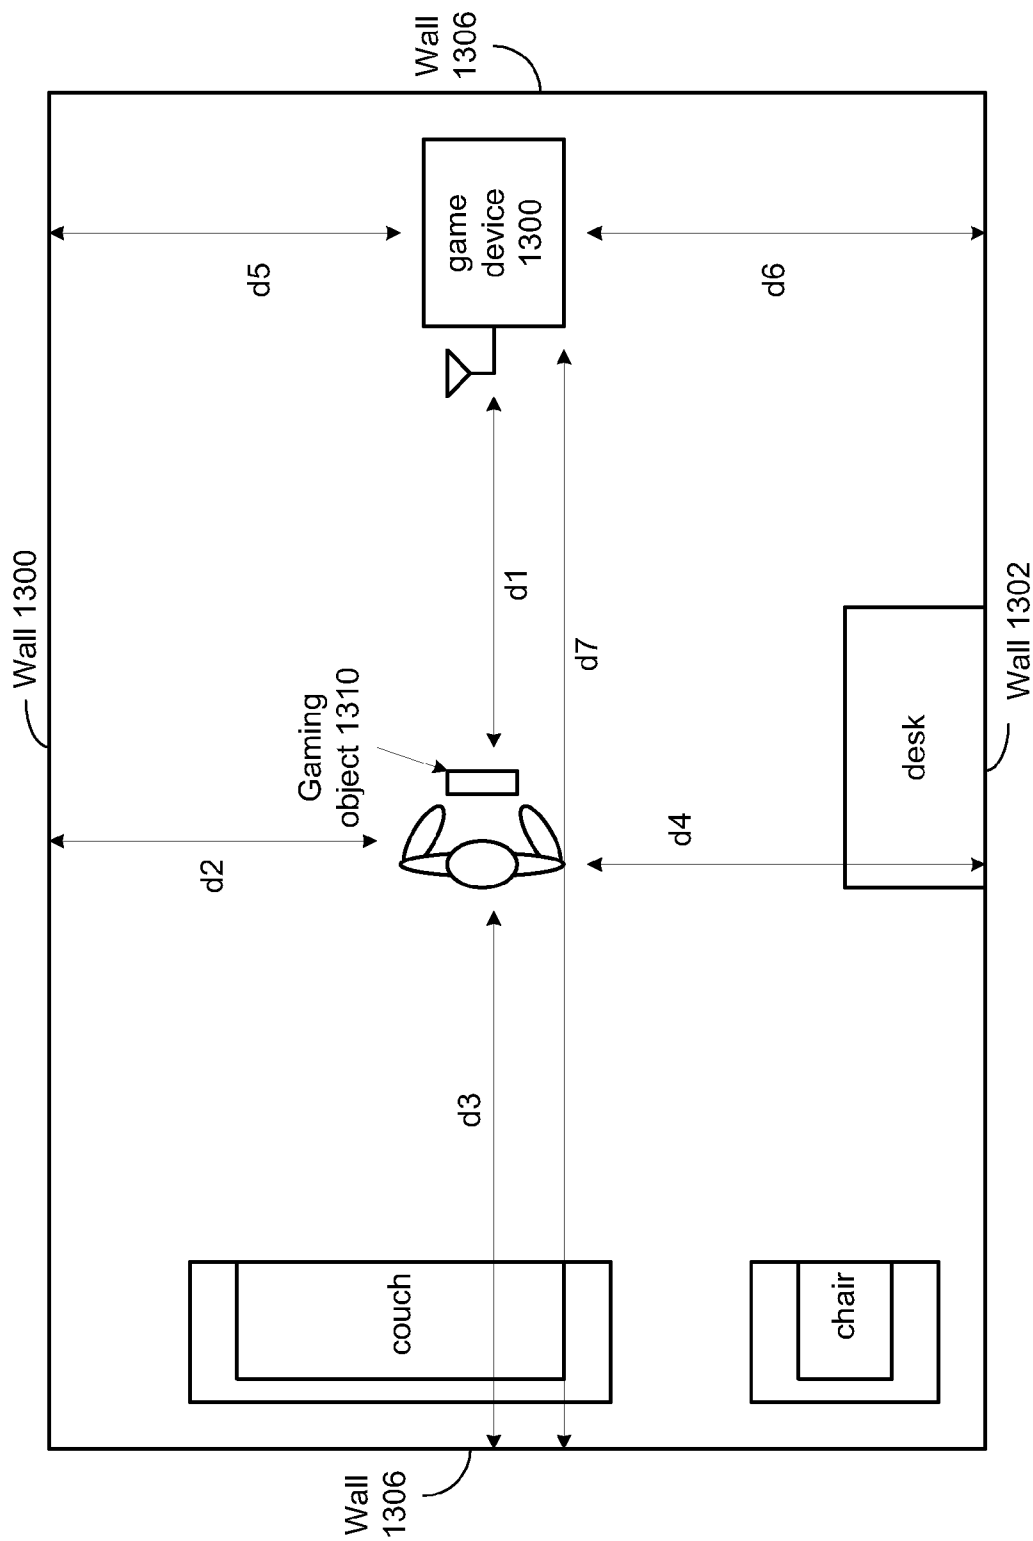 Wall 1300
Wall
1306
d5
game
device
1300
d6
d1
d7
Gaming
object 1310
d2
d4
desk
Wall 1302
d3
couch
chair
Wall
1306